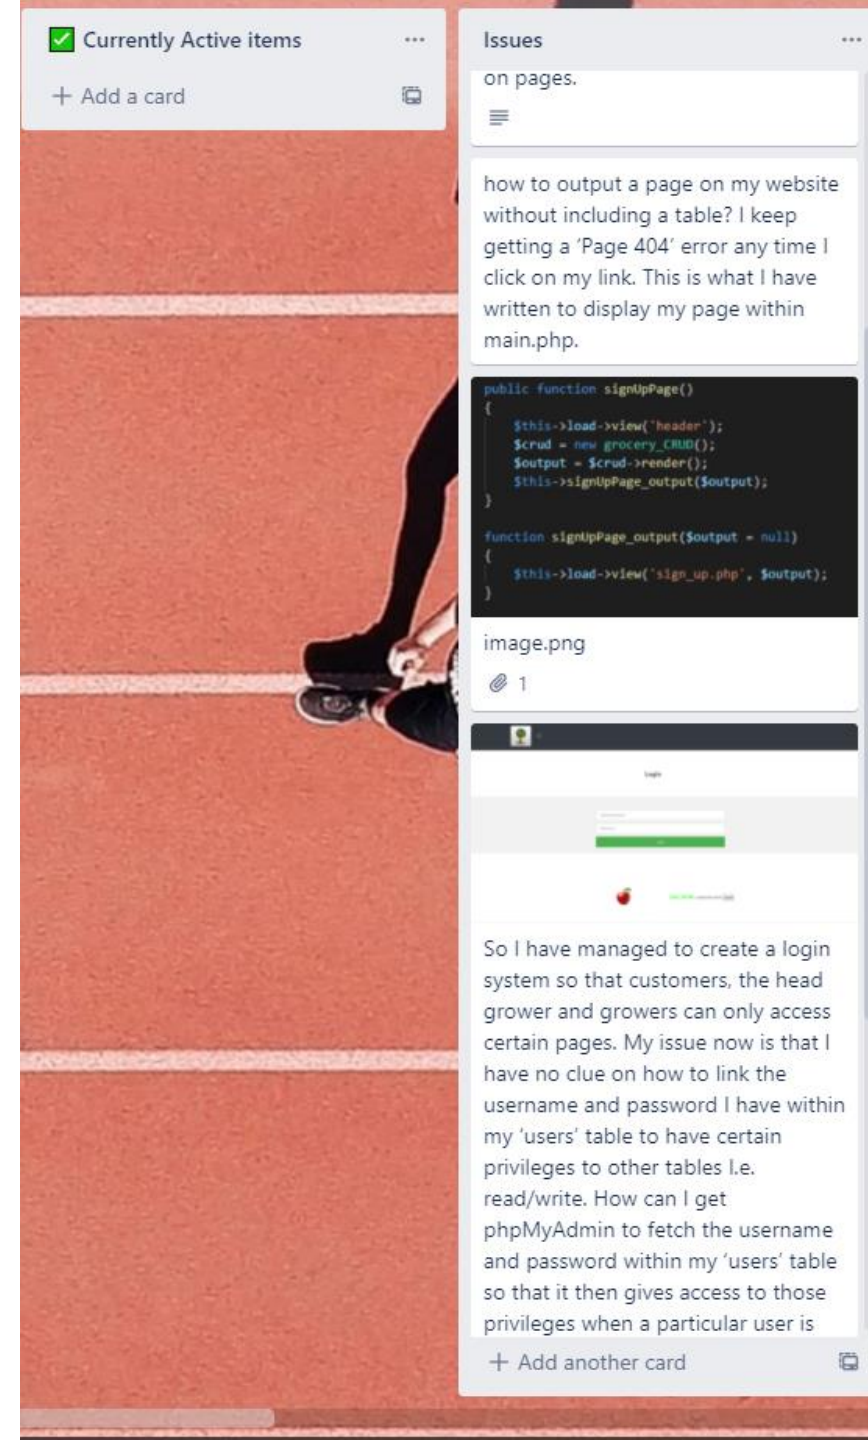 Currently Active items
+ Add a card
Issues
on pages.
how to output a page on my website
without including a table? I keep
getting a ‘Page 404’ error any time I
click on my link. This is what I have
written to display my page within
main.php.
public function signUpPage()
{
$this->load->view('header');
$crud = new grocery_CRUD();
$output = $crud->render();
$this->signUpPage_output($output);
}
function signUpPage_output($output = null)
{
$this->load->view('sign_up.php', $output);
}
image.png
1
Login
So I have managed to create a login
system so that customers, the head
grower and growers can only access
certain pages. My issue now is that I
have no clue on how to link the
username and password I have within
my ‘users’ table to have certain
privileges to other tables I.e.
read/write. How can I get
phpMyAdmin to fetch the username
and password within my ‘users’ table
so that it then gives access to those
privileges when a particular user is
+ Add another card